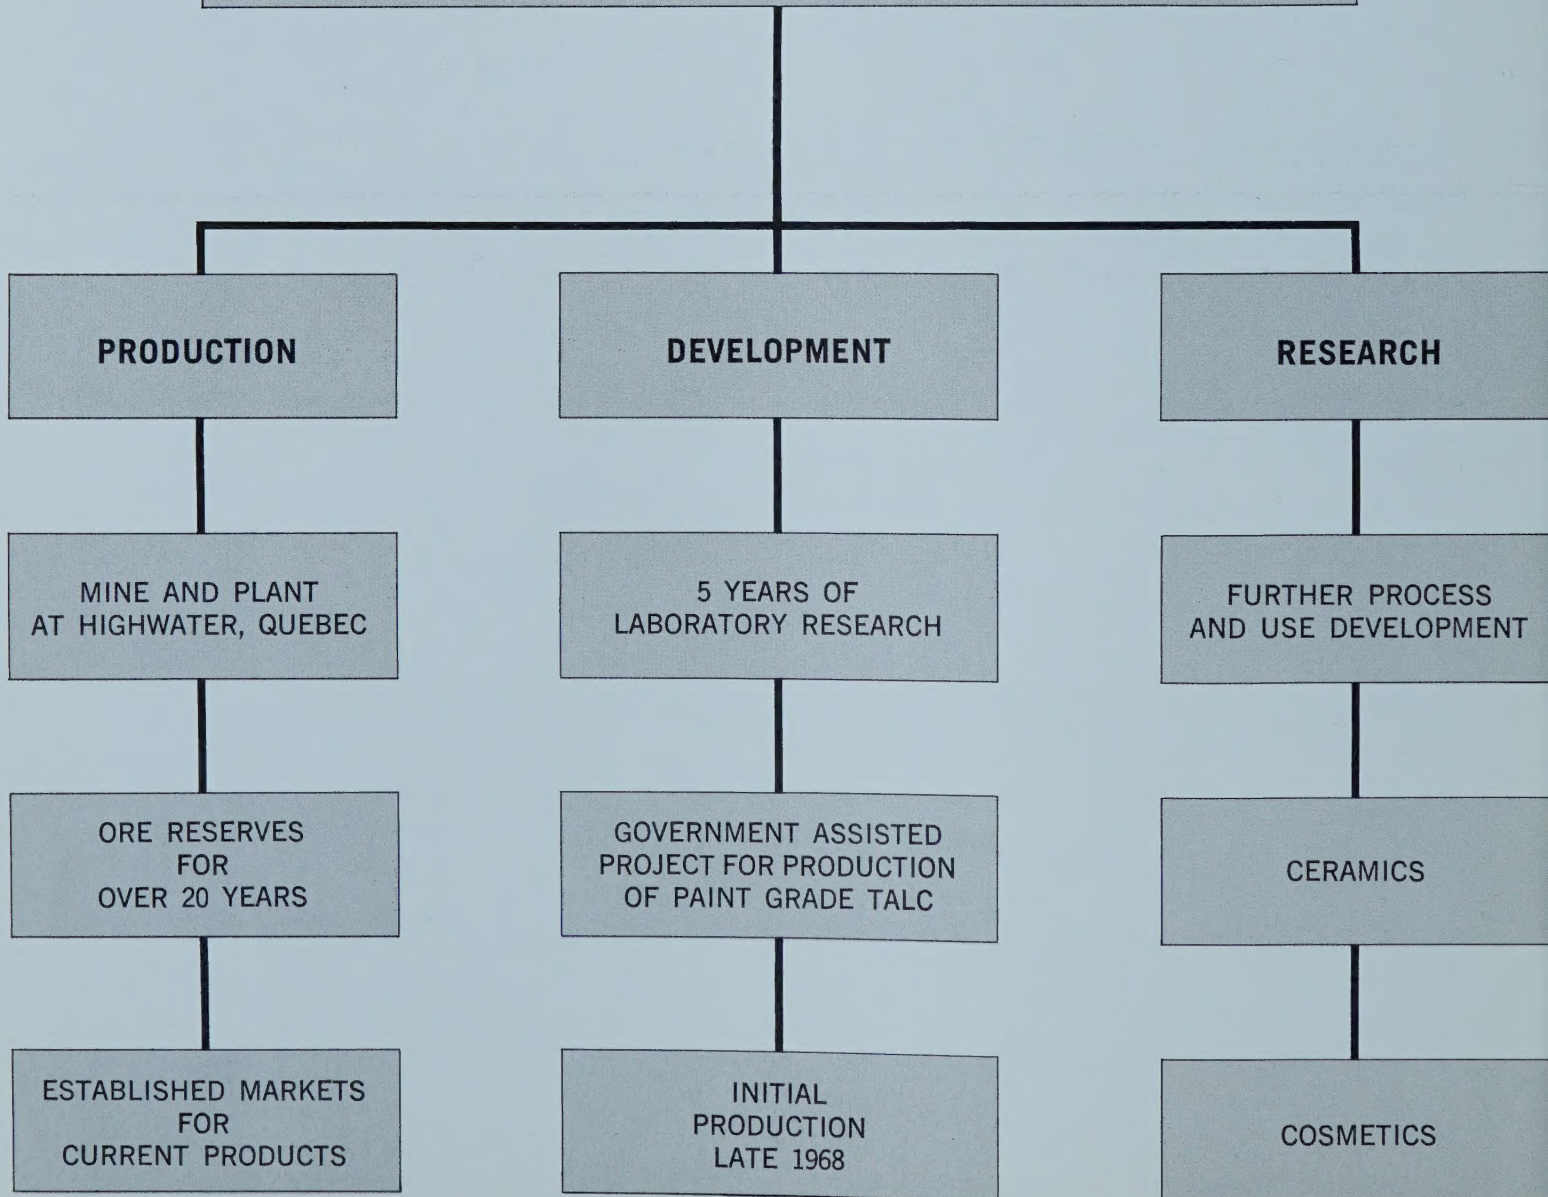 PRODUCTION
MINE AND PLANT
AT HIGHWATER, QUEBEC
ORE RESERVES
FOR
OVER 20 YEARS
ESTABLISHED MARKETS
FOR
CURRENT PRODUCTS
DEVELOPMENT
5 YEARS OF
LABORATORY RESEARCH
GOVERNMENT ASSISTED
PROJECT FOR PRODUCTION
OF PAINT GRADE TALC
INITIAL
PRODUCTION
LATE 1968
RESEARCH
FURTHER PROCESS
AND USE DEVELOPMENT
CERAMICS
COSMETICS